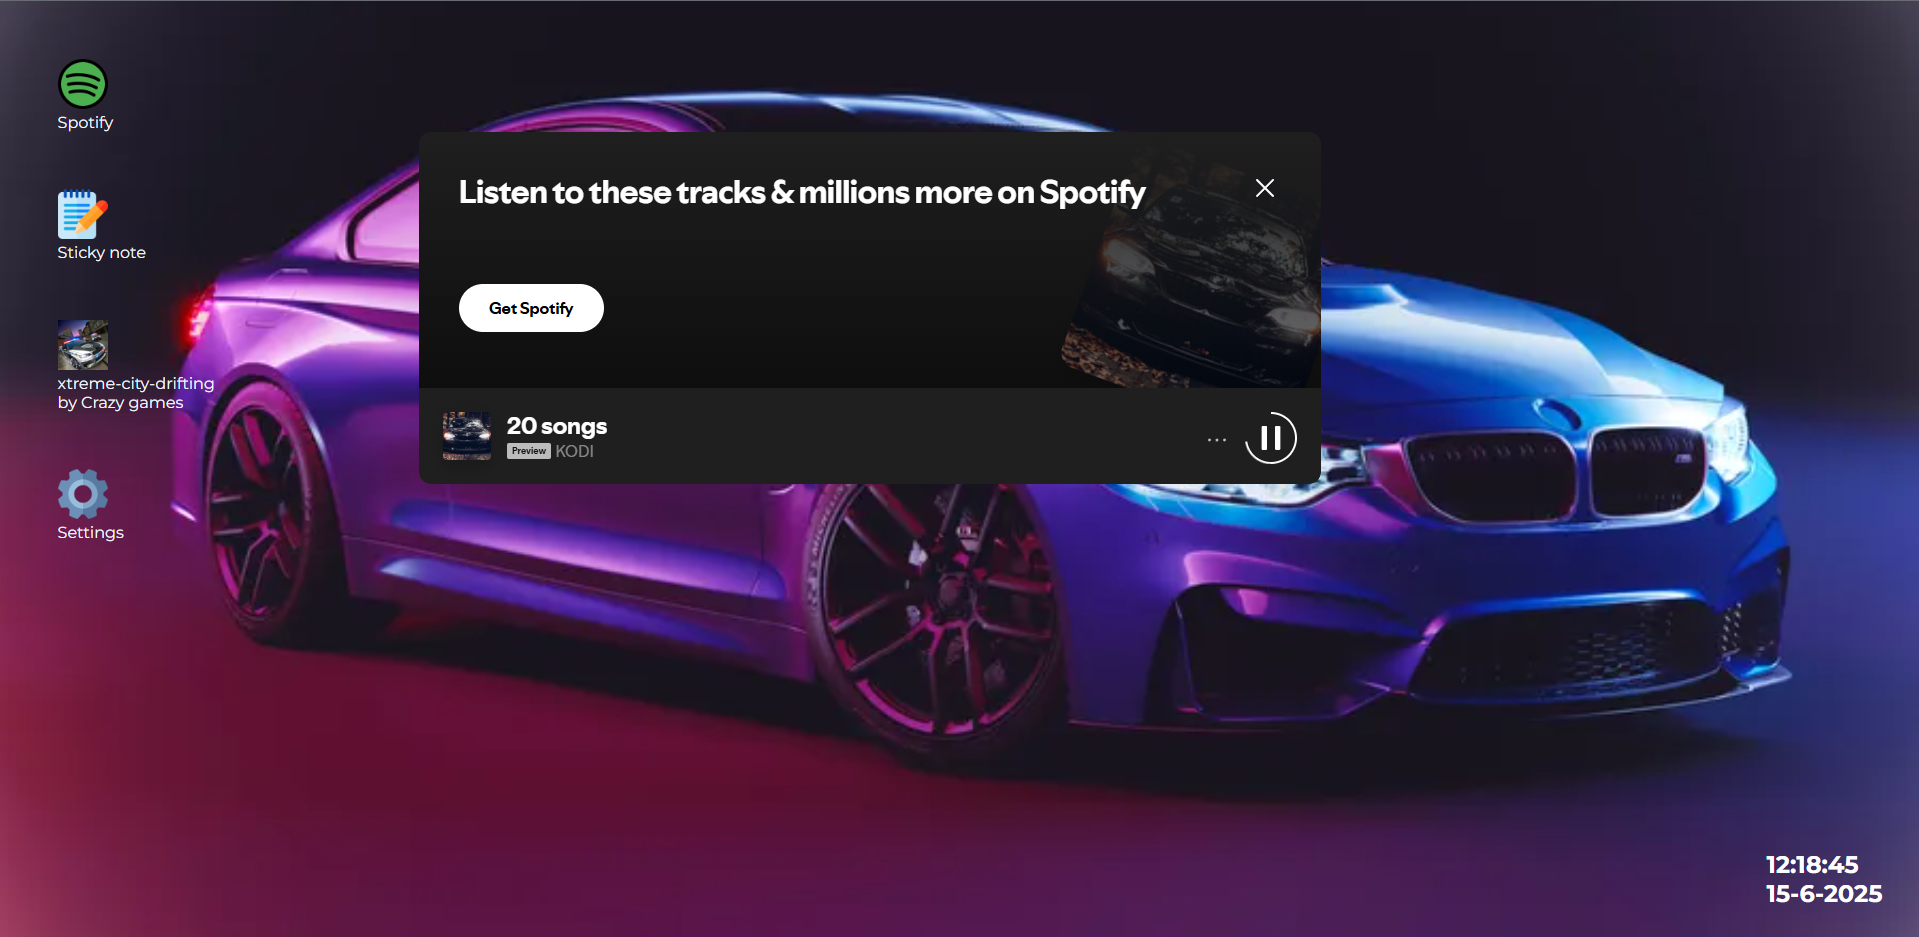 Spotify
Sticky note
xtreme-city-drifting
by Crazy games
Settings
Listen to these tracks & millions more on Spotify
Get Spotify
20 songs
Preview KODI
12:18:45
15-6-2025